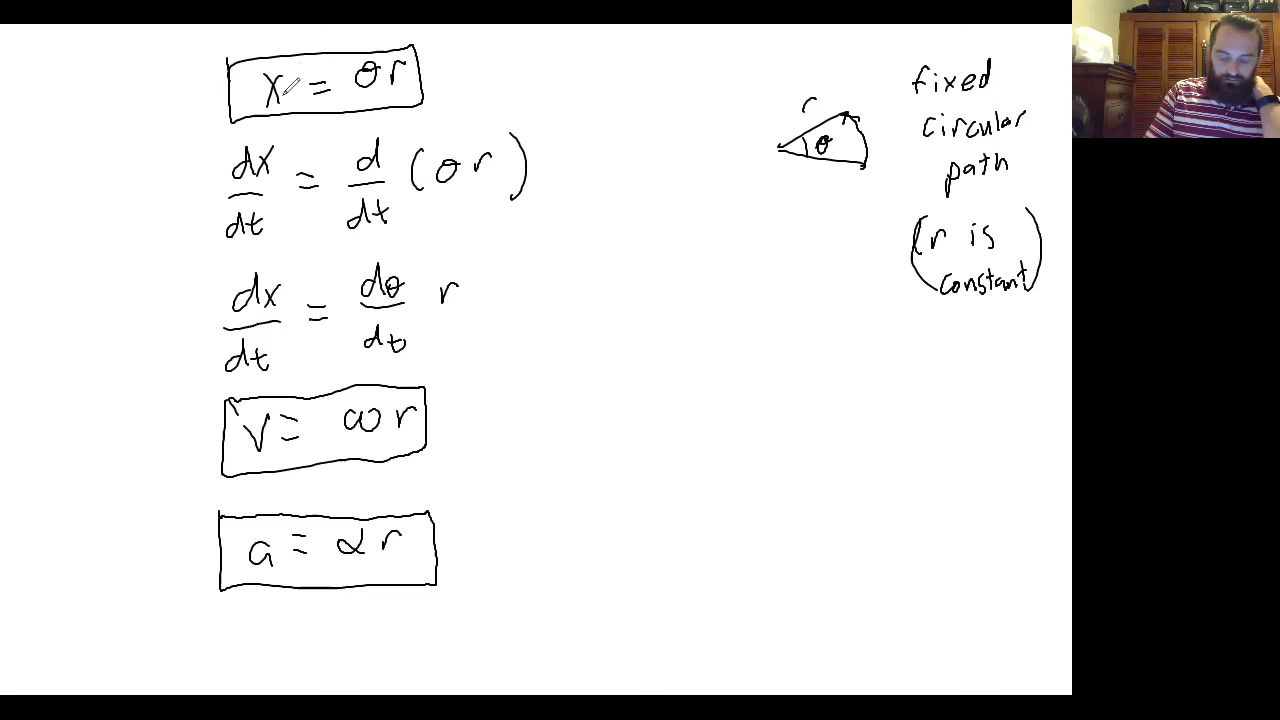 x = θr
dx/dt = d/dt (θr)
dx/dt = dθ/dt r
v = ωr
a = αr
r
θ
fixed
circular
path
(r is
constant)